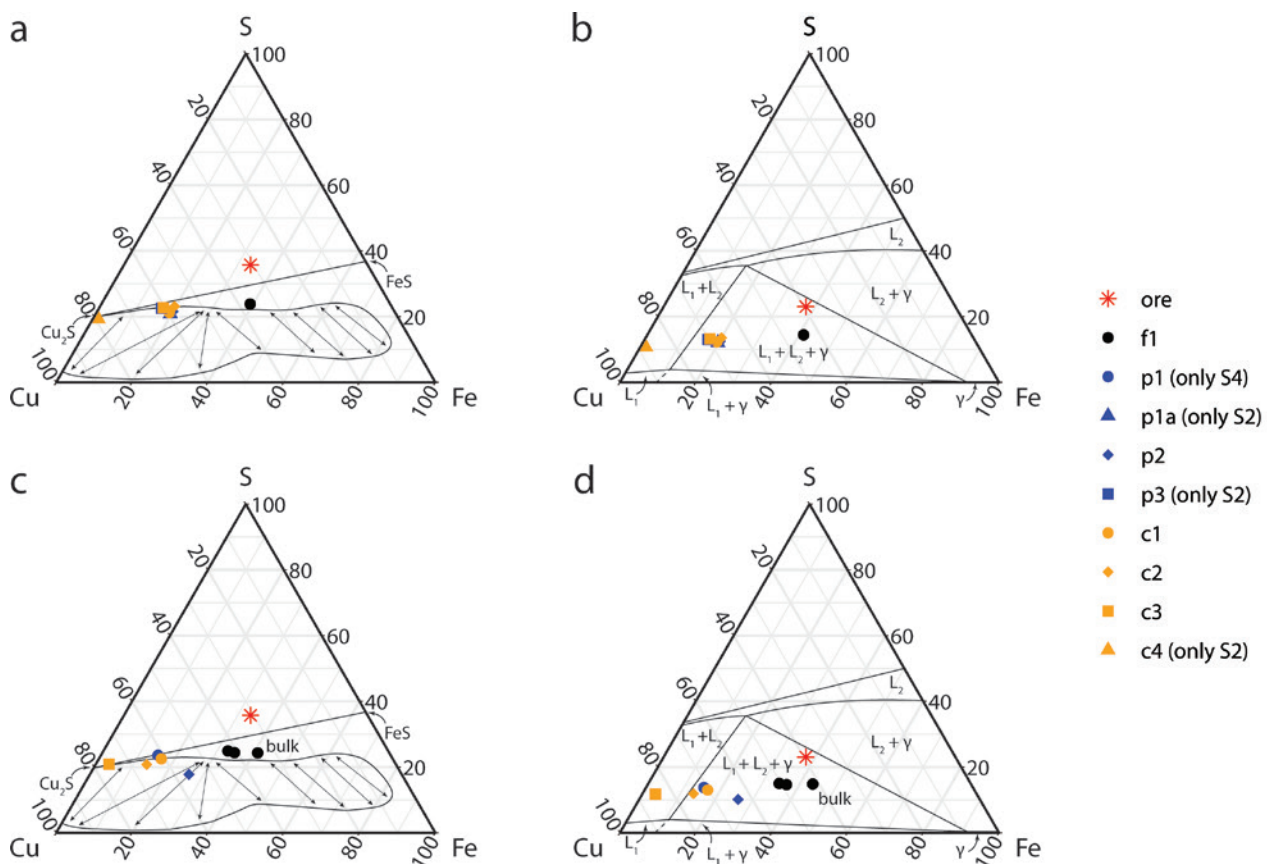 a
S
100
20
80
40
60
60
40
FeS
80
20
Cu₂S
100
Cu
20
40
60
80
100
Fe
b
S
100
20
80
40
60
60
L₂
40
L₁+L₂
L₂+γ
80
20
L₁+L₂+γ
100
Cu
L₁
20
L₁+γ
40
60
80
γ
100
Fe
ore
f1
p1 (only S4)
p1a (only S2)
p2
p3 (only S2)
c1
c2
c3
c4 (only S2)
c
S
100
20
80
40
60
60
40
FeS
bulk
80
20
Cu₂S
100
Cu
20
40
60
80
100
Fe
d
S
100
20
80
40
60
60
L₂
40
L₁+L₂
L₂+γ
L₁+L₂+γ
80
20
bulk
100
Cu
L₁
20
L₁+γ
40
60
80
γ
100
Fe